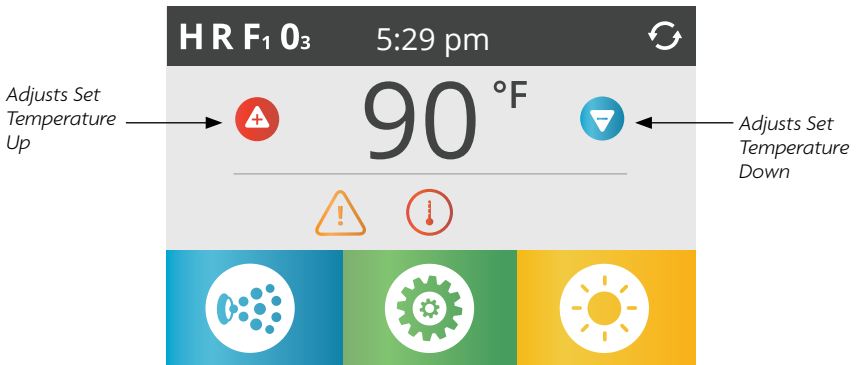 H R F1 03 5:29 pm
90 °F
Adjusts Set
Temperature
Up
Adjusts Set
Temperature
Down